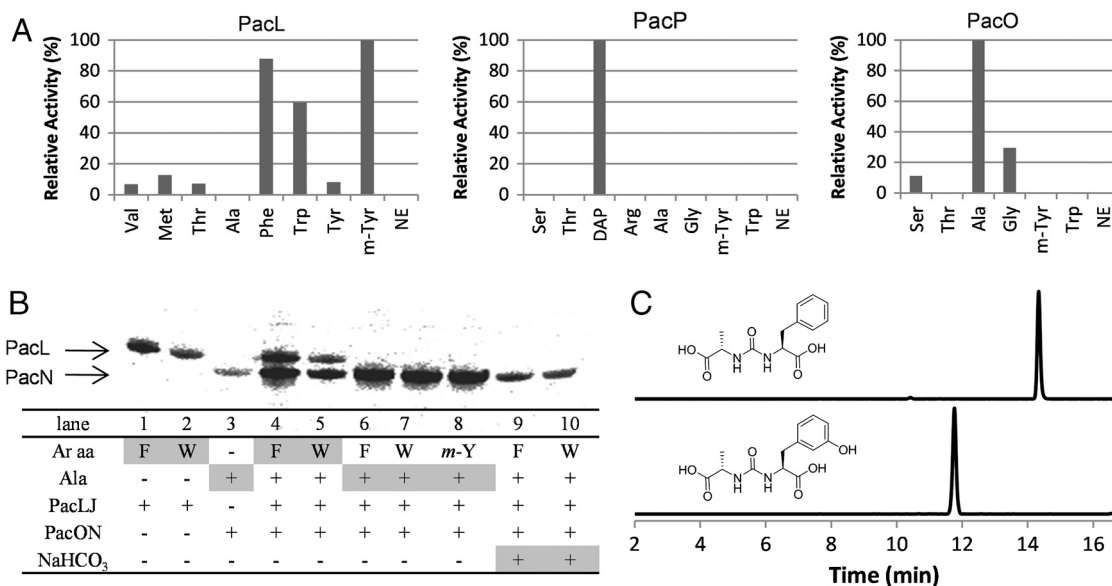 A
PacL
Relative Activity (%)
100
80
60
40
20
0
Val
Met
Thr
Ala
Phe
Trp
Tyr
m-Tyr
NE
PacP
Relative Activity (%)
100
80
60
40
20
0
Ser
Thr
DAP
Arg
Ala
Gly
m-Tyr
Trp
NE
PacO
Relative Activity (%)
100
80
60
40
20
0
Ser
Thr
Ala
Gly
m-Tyr
Trp
NE
B
PacL
PacN
lane 1 2 3 4 5 6 7 8 9 10
Ar aa F W - F W F W m-Y F W
Ala - - + + + + + + + +
PacLJ + + - + + + + + + +
PacON - - + + + + + + + +
NaHCO₃ - - - - - - - - + +
C
HO
O
N
H
O
N
H
O
OH
HO
O
N
H
O
N
H
O
OH
OH
2 4 6 8 10 12 14 16
Time (min)